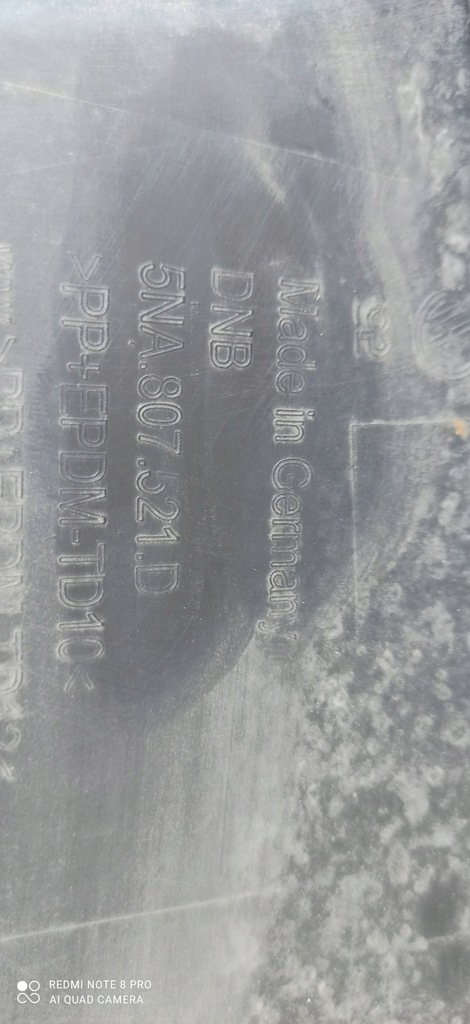 Made in Germany
DNB
5NA.807.521.D
>PP+EPDM-TD10<
REDMI NOTE 8 PRO
AI QUAD CAMERA